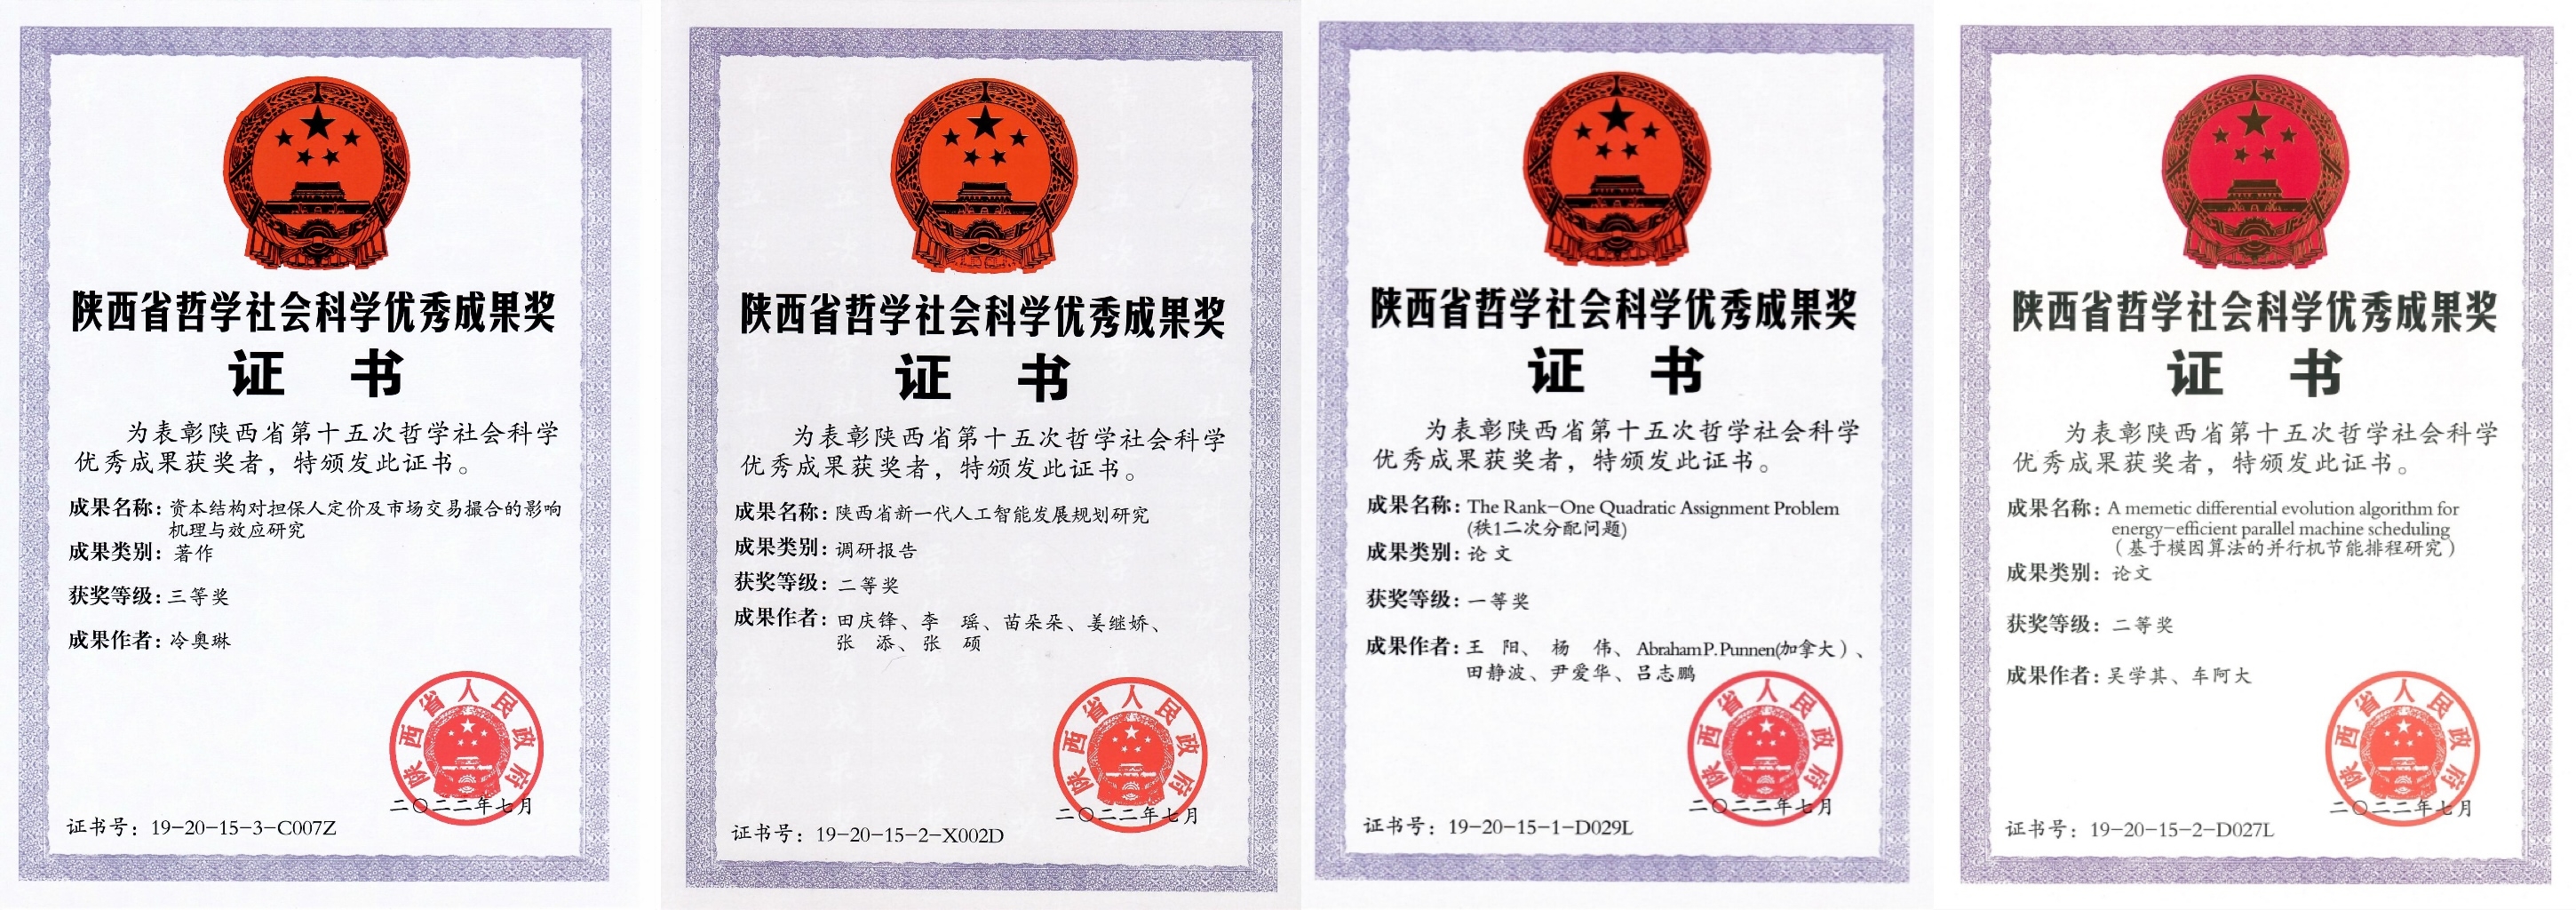 陕西省哲学社会科学优秀成果奖
证 书
为表彰陕西省第十五次哲学社会科学
优秀成果获奖者，特颁发此证书。
成果名称：资本结构对担保人定价及市场交易撮合的影响
机理与效应研究
成果类别：著作
获奖等级：三等奖
成果作者：冷奥琳
陕西省人民政府
二〇二二年七月
证书号：19-20-15-3-C007Z
陕西省哲学社会科学优秀成果奖
证 书
为表彰陕西省第十五次哲学社会科学
优秀成果获奖者，特颁发此证书。
成果名称：陕西省新一代人工智能发展规划研究
成果类别：调研报告
获奖等级：二等奖
成果作者：田庆锋、李 瑶、苗朵朵、姜继娇、
张 添、张 硕
陕西省人民政府
二〇二二年七月
证书号：19-20-15-2-X002D
陕西省哲学社会科学优秀成果奖
证 书
为表彰陕西省第十五次哲学社会科学
优秀成果获奖者，特颁发此证书。
成果名称：The Rank-One Quadratic Assignment Problem
(秩1二次分配问题)
成果类别：论文
获奖等级：一等奖
成果作者：王 阳、 杨 伟、Abraham P. Punnen(加拿大）、
田静波、尹爱华、吕志鹏
陕西省人民政府
二〇二二年七月
证书号：19-20-15-1-D029L
陕西省哲学社会科学优秀成果奖
证 书
为表彰陕西省第十五次哲学社会科学
优秀成果获奖者，特颁发此证书。
成果名称：A memetic differential evolution algorithm for
energy-efficient parallel machine scheduling
（基于模因算法的并行机节能排程研究）
成果类别：论文
获奖等级：二等奖
成果作者：吴学其、车阿大
陕西省人民政府
二〇二二年七月
证书号：19-20-15-2-D027L